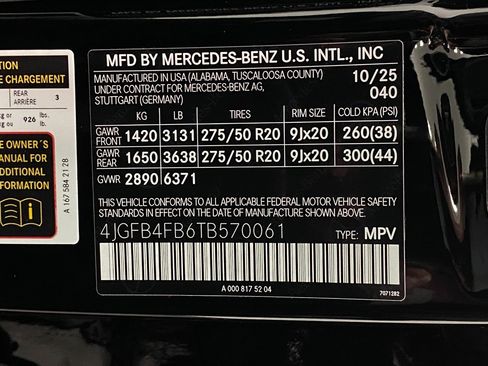 TION
E CHARGEMENT
REAR
ARRIÈRE 3
926 lbs.
lbs.
E OWNER´S
MANUAL FOR
ADDITIONAL
FORMATION
A 167 584 21 28
MFD BY MERCEDES-BENZ U.S. INTL., INC
MANUFACTURED IN USA (ALABAMA, TUSCALOOSA COUNTY) 10/25
UNDER CONTRACT FOR MERCEDES-BENZ AG, 040
STUTTGART (GERMANY)
KG LB TIRES RIM SIZE COLD KPA(PSI)
GAWR FRONT 1420 3131 275/50 R20 9Jx20 260(38)
GAWR REAR 1650 3638 275/50 R20 9Jx20 300(44)
GVWR 2890 6371
THIS VEHICLE CONFORMS TO ALL APPLICABLE FEDERAL MOTOR VEHICLE SAFETY
STANDARDS IN EFFECT ON THE DATE OF MANUFACTURE SHOWN ABOVE.
4JGFB4FB6TB570061 TYPE: MPV
A 000 817 52 04 7071282